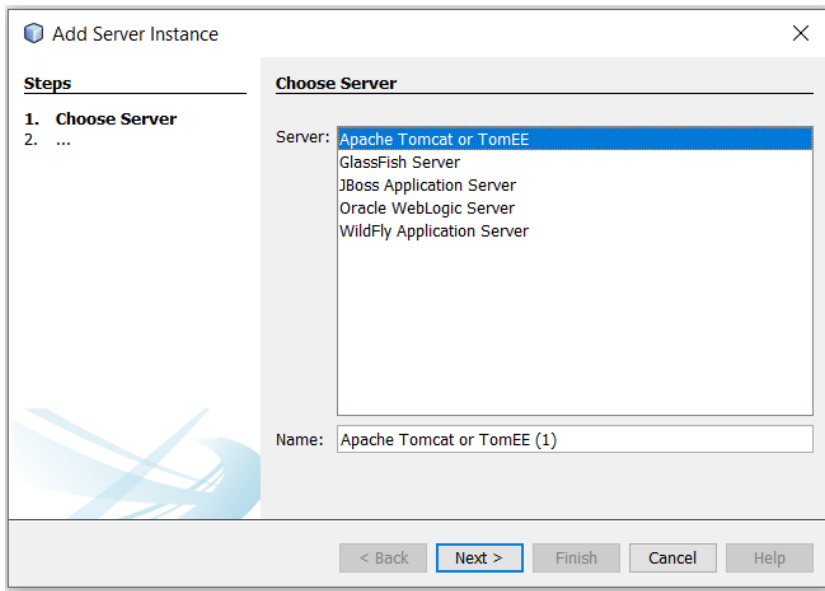 Add Server Instance
Steps
1. Choose Server
2. ...
Choose Server
Server:
Apache Tomcat or TomEE
GlassFish Server
JBoss Application Server
Oracle WebLogic Server
WildFly Application Server
Name: Apache Tomcat or TomEE (1)
< Back Next > Finish Cancel Help